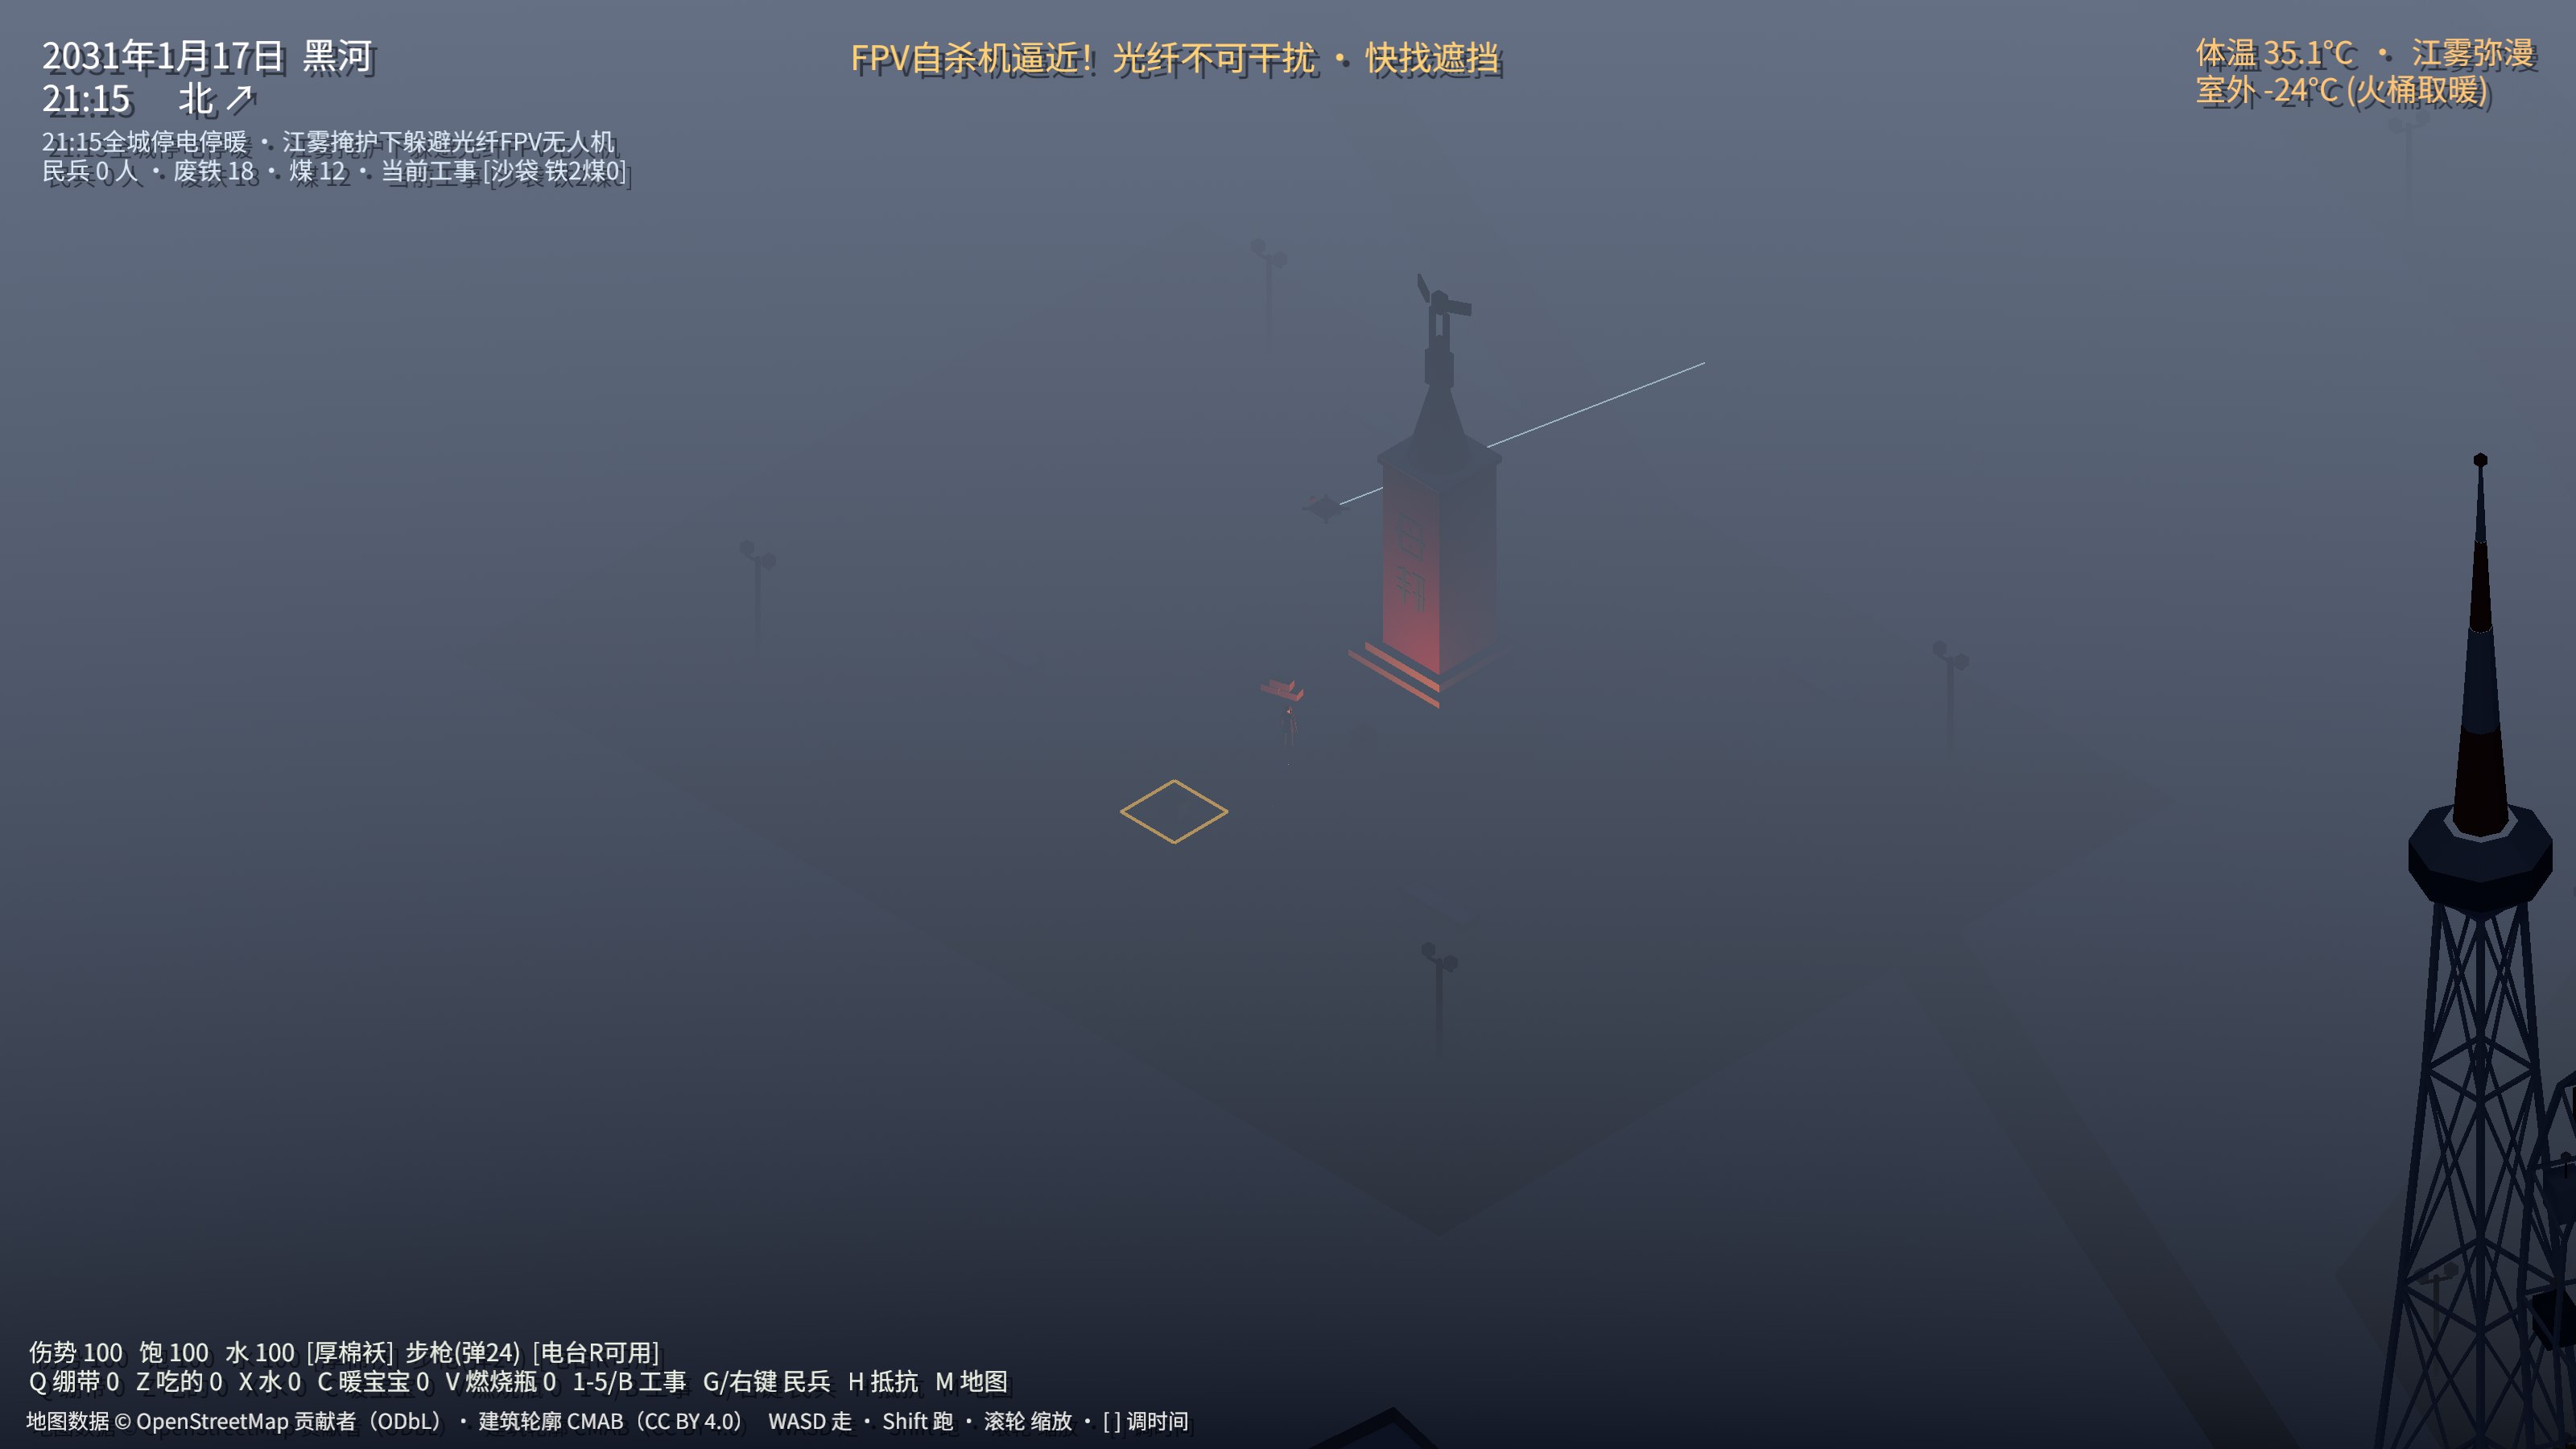 2031年1月17日 黑河
21:15 北 ↗
21:15全城停电停暖 · 江雾掩护下躲避光纤FPV无人机
民兵 0 人 · 废铁 18 · 煤 12 · 当前工事 [沙袋 铁2煤0]
FPV自杀机逼近！光纤不可干扰 · 快找遮挡
体温 35.1°C · 江雾弥漫
室外 -24°C (火桶取暖)
伤势 100 饱 100 水 100 [厚棉袄] 步枪(弹24) [电台R可用]
Q 绷带 0 Z 吃的 0 X 水 0 C 暖宝宝 0 V 燃烧瓶 0 1-5/B 工事 G/右键 民兵 H 抵抗 M 地图
地图数据 © OpenStreetMap 贡献者（ODbL） · 建筑轮廓 CMAB（CC BY 4.0） WASD 走 · Shift 跑 · 滚轮 缩放 · [ ] 调时间